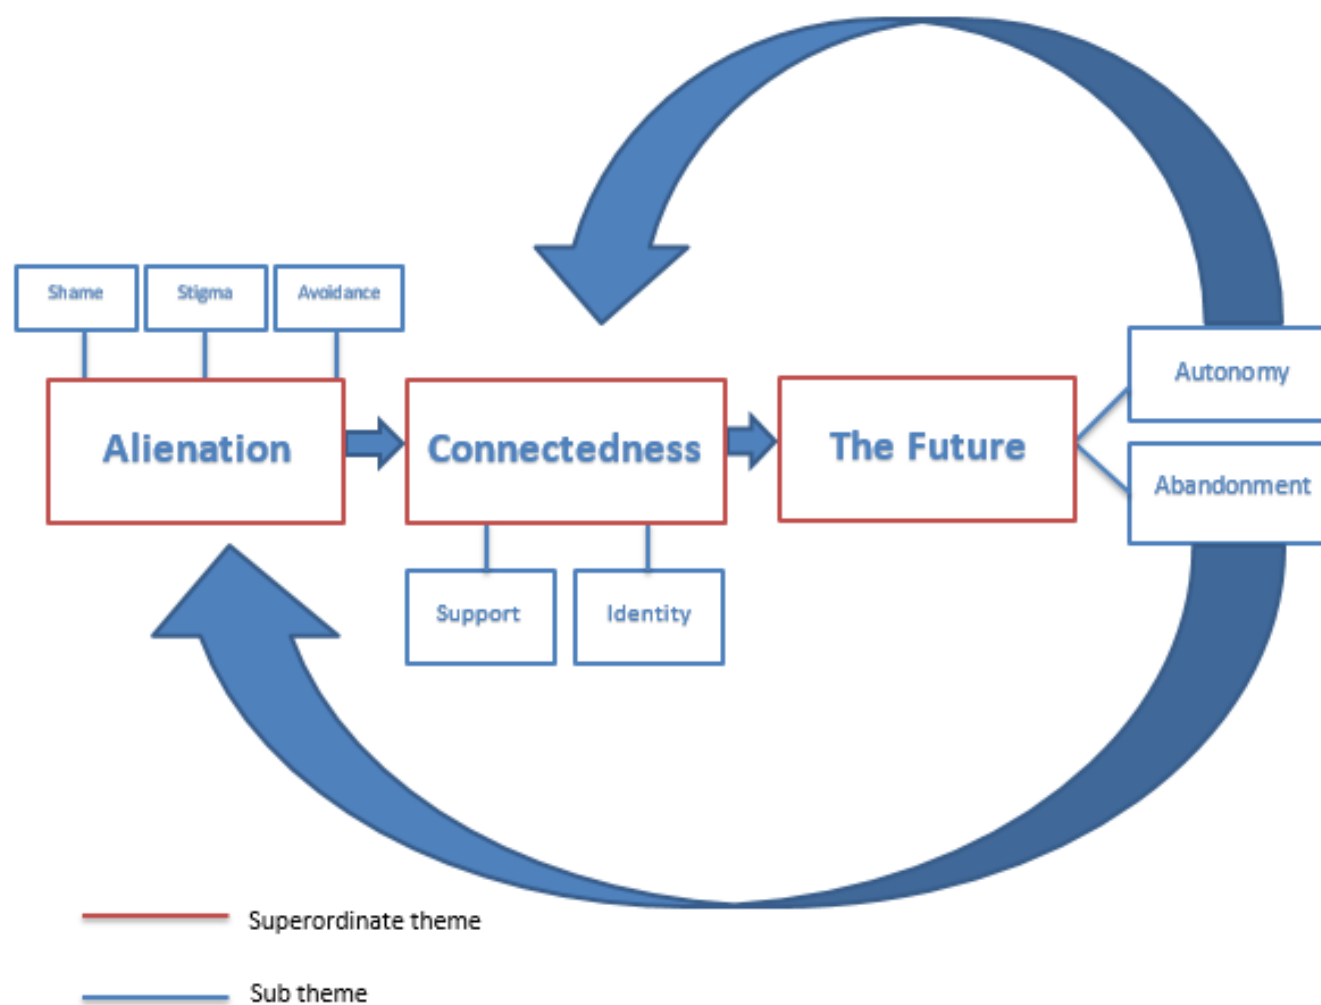 Shame
Stigma
Avoidance
Alienation
Connectedness
The Future
Autonomy
Abandonment
Support
Identity
Superordinate theme
Sub theme